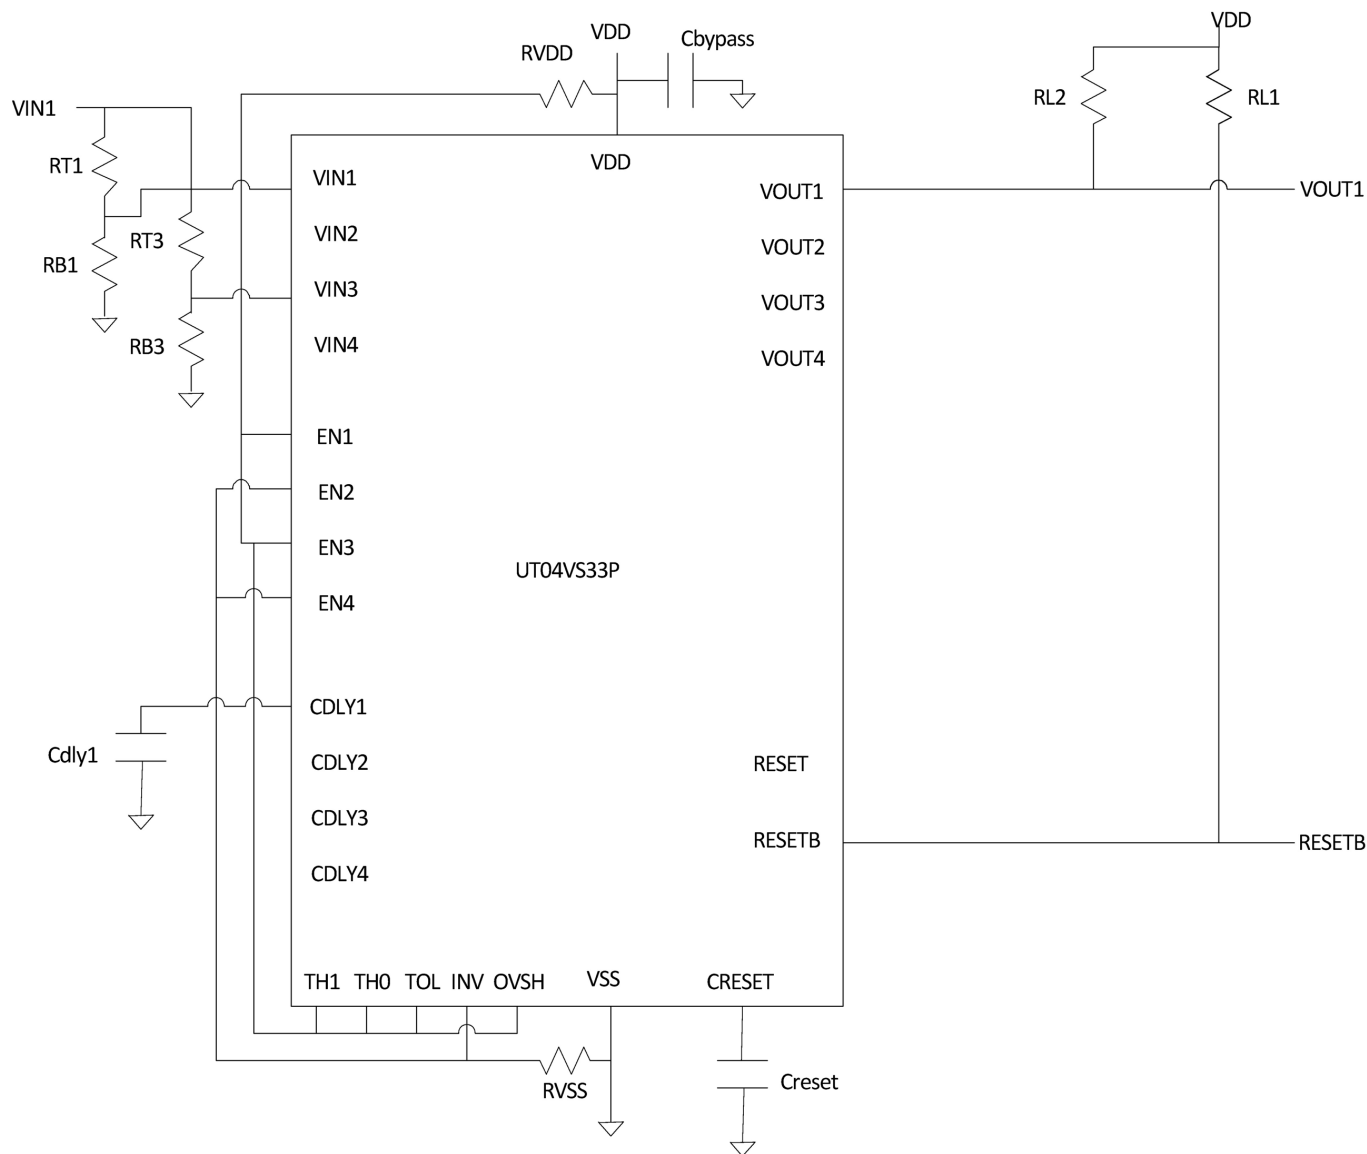 VDD
VDD
RVDD
Cbypass
VIN1
RL2
RL1
RT1
VDD
VIN1
VOUT1
VOUT1
RT3
VIN2
VOUT2
RB1
VIN3
VOUT3
RB3
VIN4
VOUT4
EN1
EN2
EN3
UT04VS33P
EN4
CDLY1
Cdly1
CDLY2
RESET
CDLY3
RESETB
RESETB
CDLY4
TH1 TH0 TOL INV OVSH VSS CRESET
RVSS
Creset